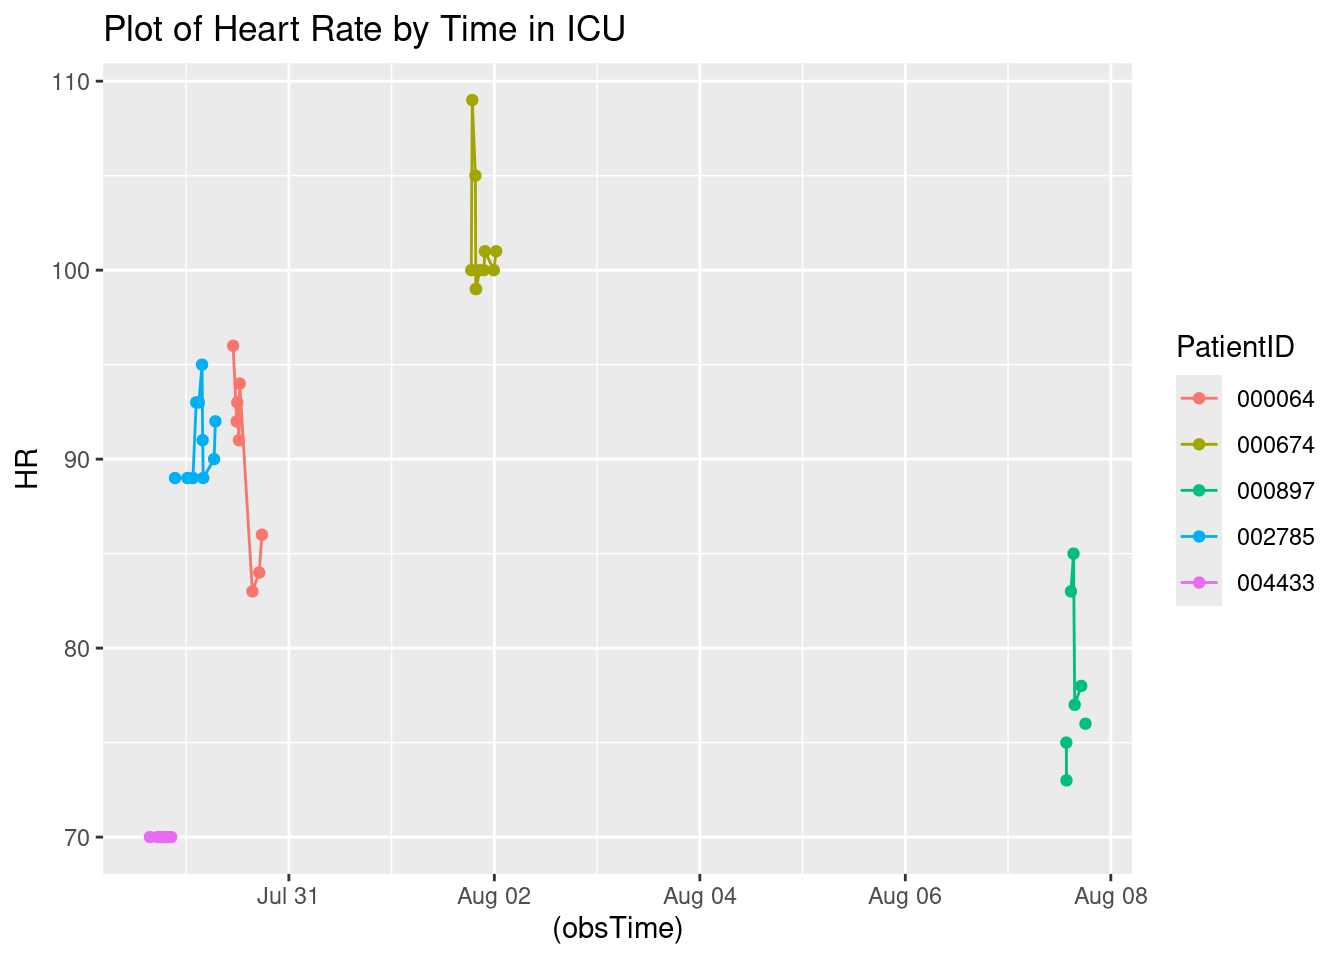 Plot of Heart Rate by Time in ICU
110
100
90
80
70
HR
Jul 31
Aug 02
Aug 04
Aug 06
Aug 08
(obsTime)
PatientID
000064
000674
000897
002785
004433